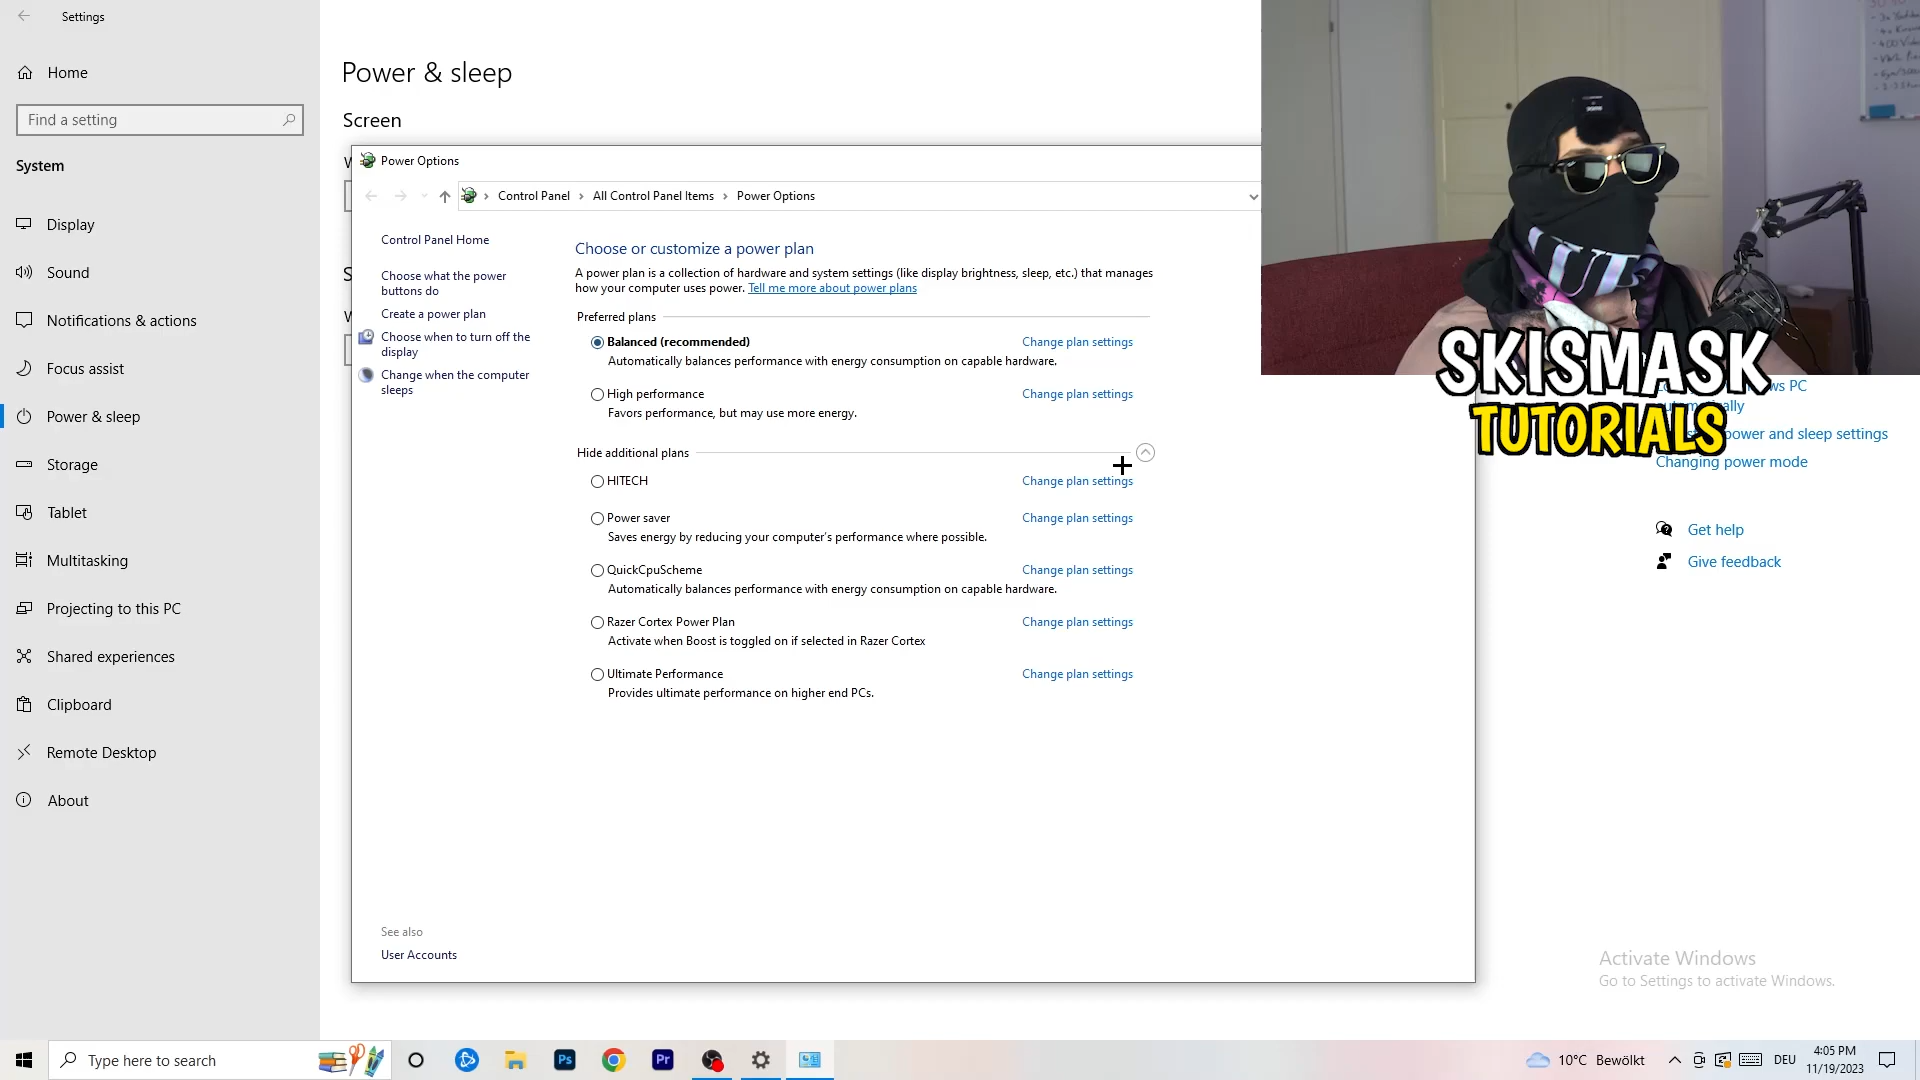 Settings
Home
Find a setting
System
Display
Sound
Notifications & actions
Focus assist
Power & sleep
Storage
Tablet
Multitasking
Projecting to this PC
Shared experiences
Clipboard
Remote Desktop
About
Power & sleep
Screen
Power Options
Control Panel
All Control Panel Items
Power Options
Control Panel Home
Choose what the power
buttons do
Create a power plan
Choose when to turn off the
display
Change when the computer
sleeps
Choose or customize a power plan
A power plan is a collection of hardware and system settings (like display brightness, sleep, etc.) that manages
how your computer uses power. Tell me more about power plans
Preferred plans
Balanced (recommended) Change plan settings
Automatically balances performance with energy consumption on capable hardware.
High performance Change plan settings
Favors performance, but may use more energy.
Hide additional plans
HITECH Change plan settings
Power saver Change plan settings
Saves energy by reducing your computer's performance where possible.
QuickCpuScheme Change plan settings
Automatically balances performance with energy consumption on capable hardware.
Razer Cortex Power Plan Change plan settings
Activate when Boost is toggled on if selected in Razer Cortex
Ultimate Performance Change plan settings
Provides ultimate performance on higher end PCs.
See also
User Accounts
SKISMASK
TUTORIALS
PC
power and sleep settings
Changing power mode
Get help
Give feedback
Activate Windows
Go to Settings to activate Windows.
Type here to search
Ps
Pr
10°C Bewölkt
DEU
4:05 PM
11/19/2023